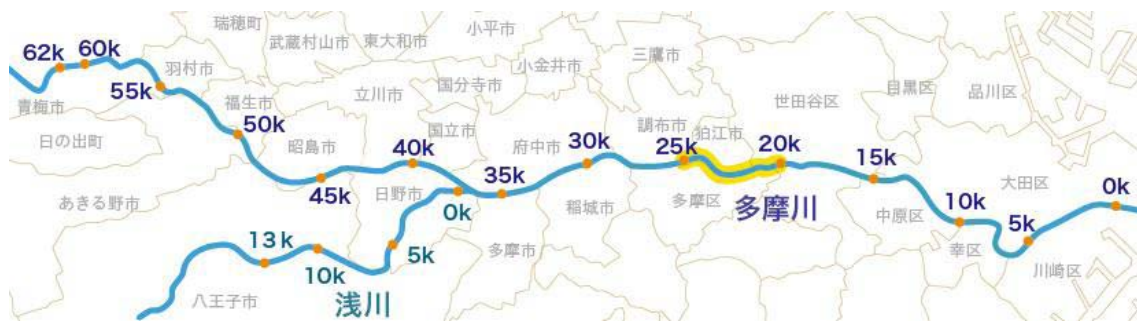 瑞穂町
小平市
武蔵村山市
東大和市
62k
60k
羽村市
三鷹市
小金井市
国分寺市
55k
福生市
立川市
世田谷区
目黒区
品川区
青梅市
日の出町
50k
国立市
調布市
狛江市
昭島市
40k
府中市
30k
25k
20k
15k
45k
日野市
35k
大田区
0k
あきる野市
0k
稲城市
多摩区
多摩川
中原区
10k
5k
13k
10k
5k
多摩市
幸区
川崎区
八王子市
浅川